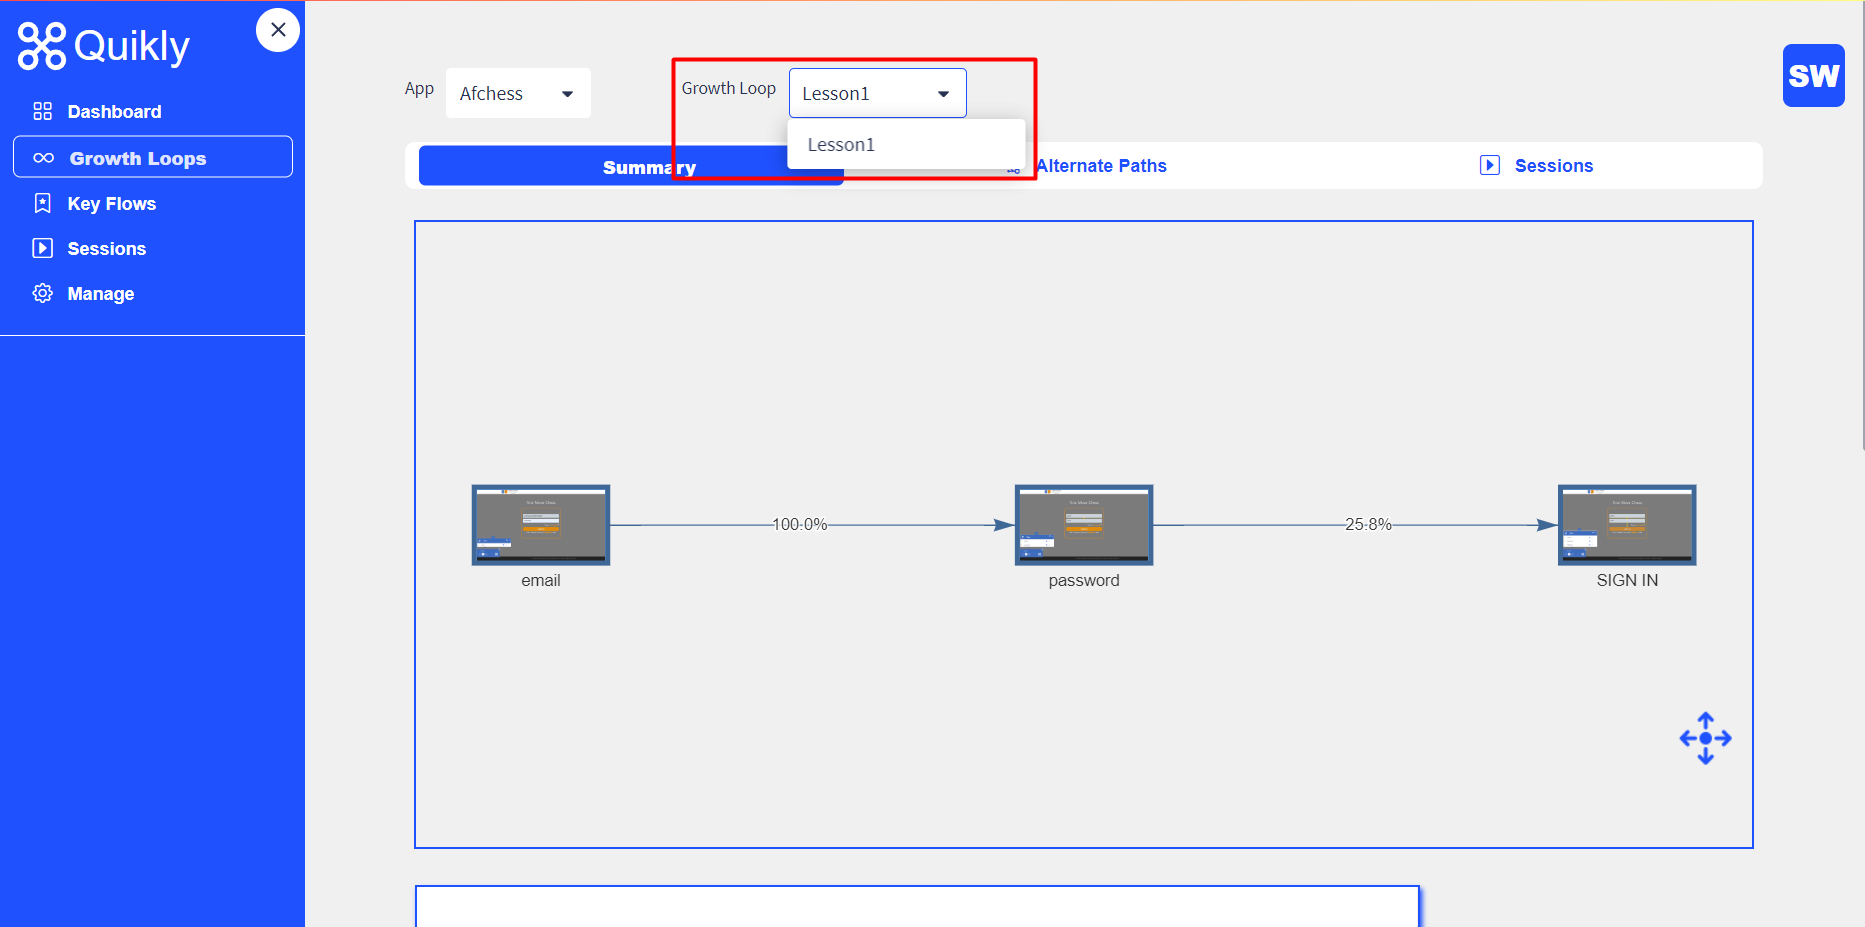 Quikly
Dashboard
Growth Loops
Key Flows
Sessions
Manage
App
Afchess
Growth Loop
Lesson1
Lesson1
SW
Summary
Alternate Paths
Sessions
100.0%
25.8%
email
password
SIGN IN